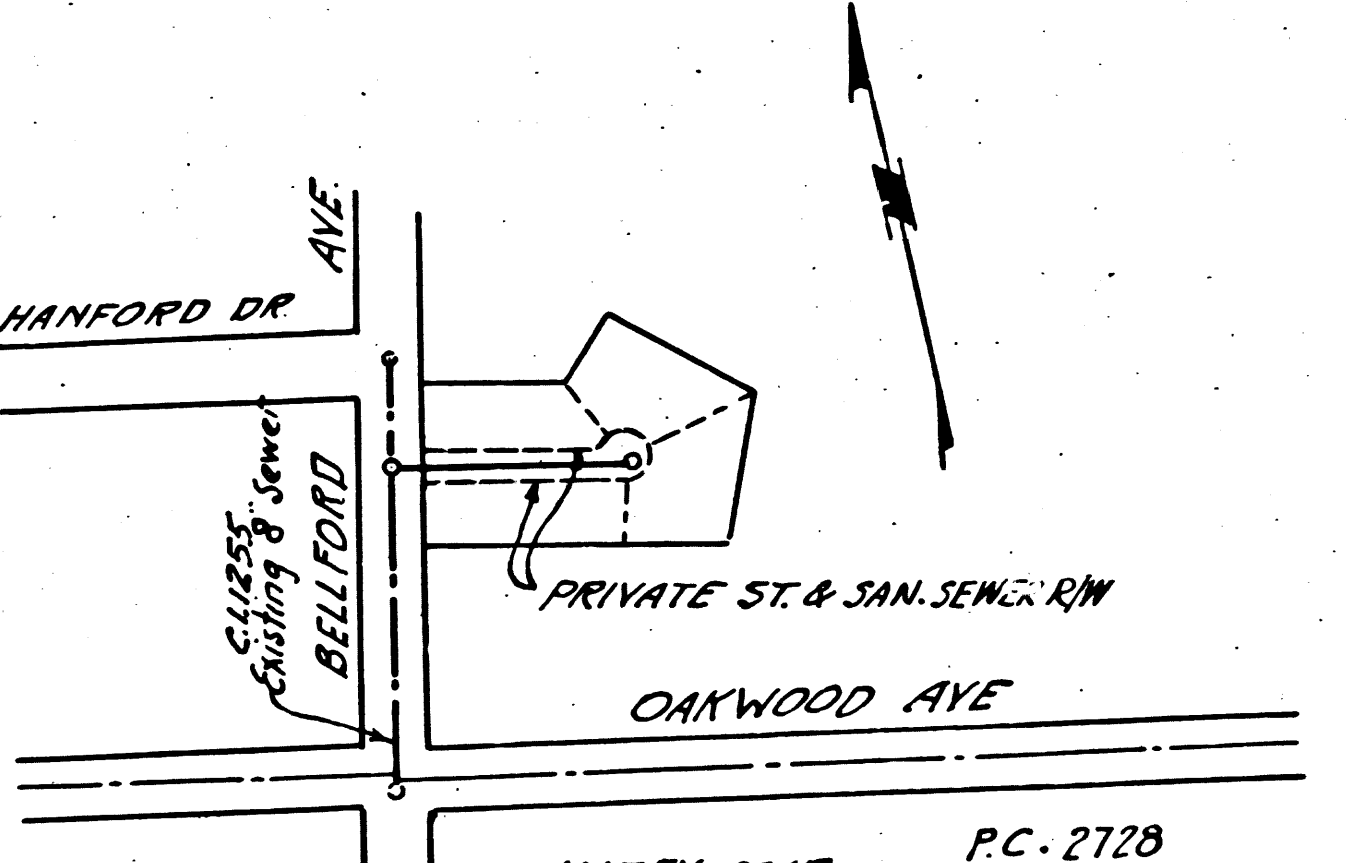 AVE.
HANFORD DR.
C.I. 1255
Existing 8" Sewer
BELLFORD
PRIVATE ST. & SAN. SEWER R/W
OAKWOOD AVE
P.C. 2728